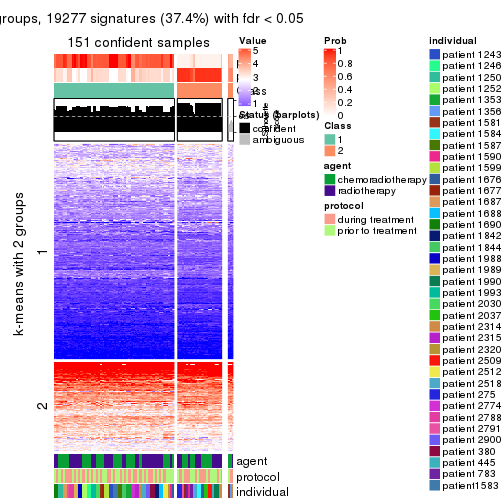 groups, 19277 signatures (37.4%) with fdr < 0.05
151 confident samples
k-means with 2 groups
1
2
agent
protocol
individual
Value
5
4
3
2
1
Status (barplots)
confident
ambiguous
Prob
1
0.8
0.6
0.4
0.2
0
Class
1
2
agent
chemoradiotherapy
radiotherapy
protocol
during treatment
prior to treatment
individual
patient 1243
patient 1246
patient 1250
patient 1252
patient 1353
patient 1356
patient 1581
patient 1584
patient 1587
patient 1590
patient 1599
patient 1676
patient 1677
patient 1687
patient 1688
patient 1690
patient 1842
patient 1844
patient 1988
patient 1989
patient 1990
patient 1993
patient 2030
patient 2037
patient 2314
patient 2315
patient 2320
patient 2509
patient 2512
patient 2518
patient 275
patient 2774
patient 2788
patient 2791
patient 2900
patient 380
patient 445
patient 783
patient1583